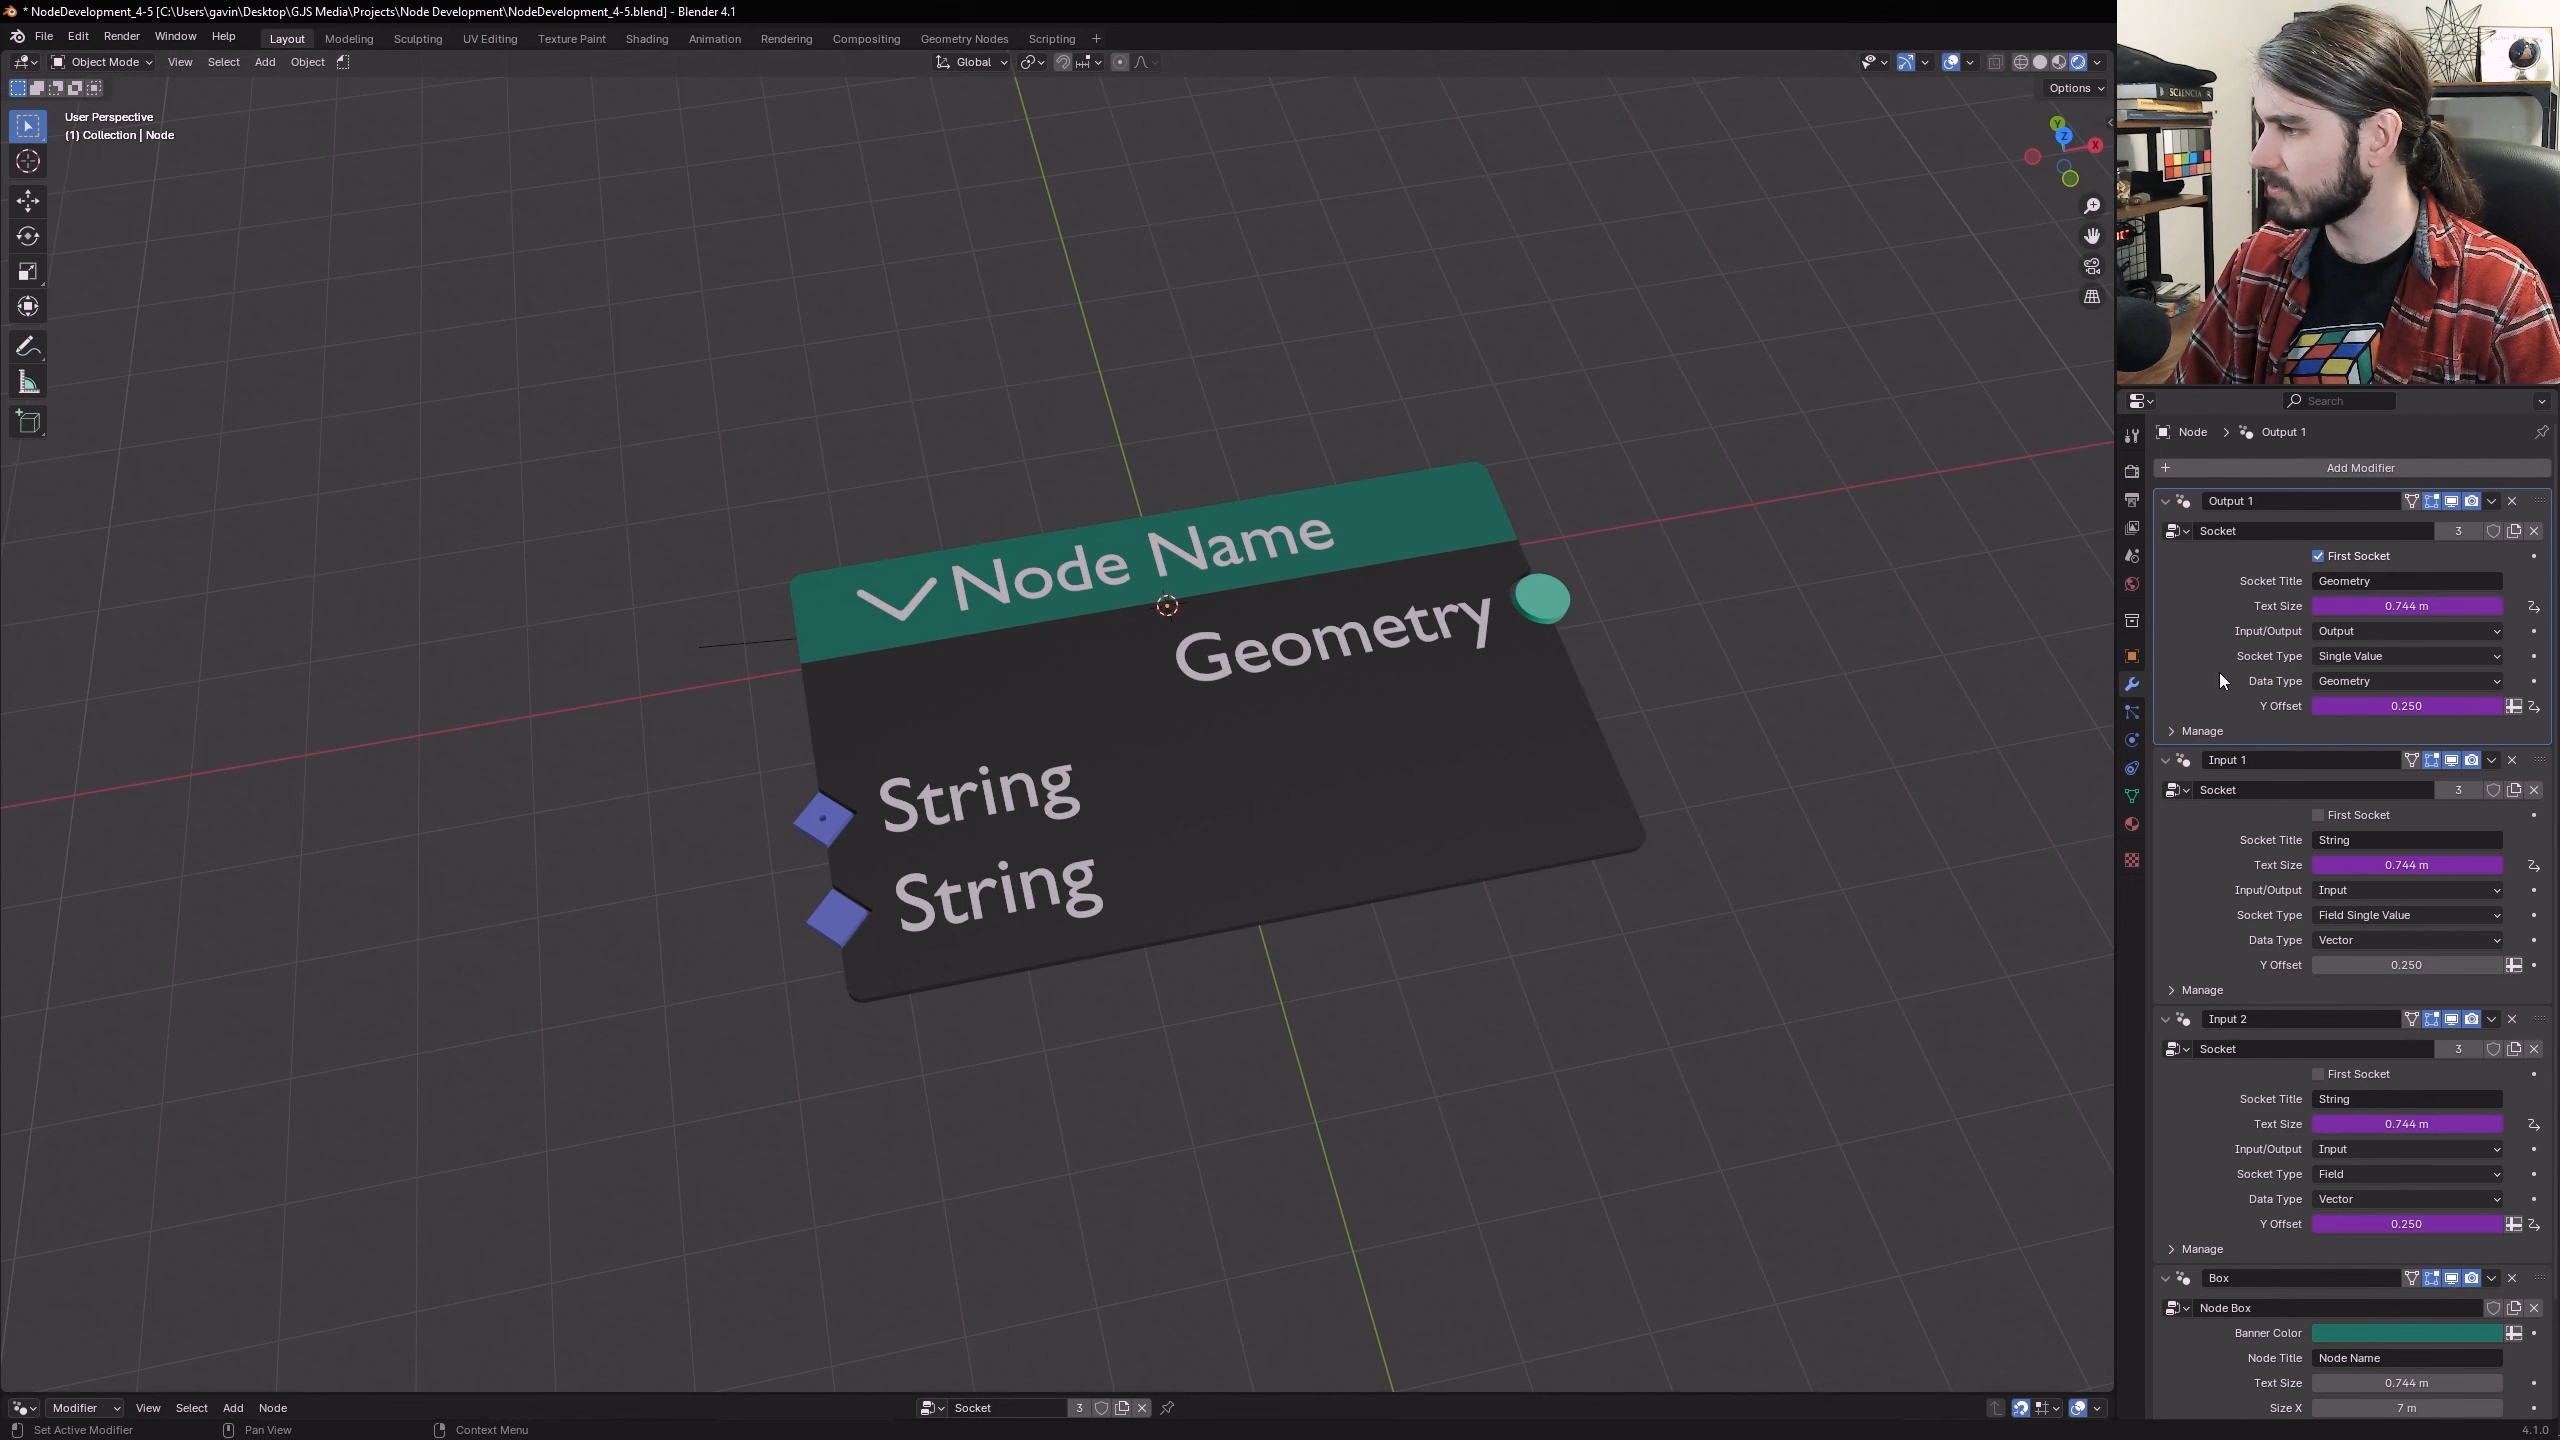 * NodeDevelopment_4-5 [C:\Users\gavin\Desktop\GJS Media\Projects\Node Development\NodeDevelopment_4-5.blend] - Blender 4.1
File Edit Render Window Help Layout Modeling Sculpting UV Editing Texture Paint Shading Animation Rendering Compositing Geometry Nodes Scripting +
Object Mode View Select Add Object Global
Options
User Perspective
(1) Collection | Node
Y
Z
X
Node Name
Geometry
String
String
SCIENCIA
Search
Node > Output 1
+ Add Modifier
Output 1
Socket 3
First Socket
Socket Title Geometry
Text Size 0.744 m
Input/Output Output
Socket Type Single Value
Data Type Geometry
Y Offset 0.250
Manage
Input 1
Socket 3
First Socket
Socket Title String
Text Size 0.744 m
Input/Output Input
Socket Type Field Single Value
Data Type Vector
Y Offset 0.250
Manage
Input 2
Socket 3
First Socket
Socket Title String
Text Size 0.744 m
Input/Output Input
Socket Type Field
Data Type Vector
Y Offset 0.250
Manage
Box
Node Box
Banner Color
Node Title Node Name
Text Size 0.744 m
Size X 7 m
Modifier View Select Add Node Socket 3
Set Active Modifier Pan View Context Menu 4.1.0